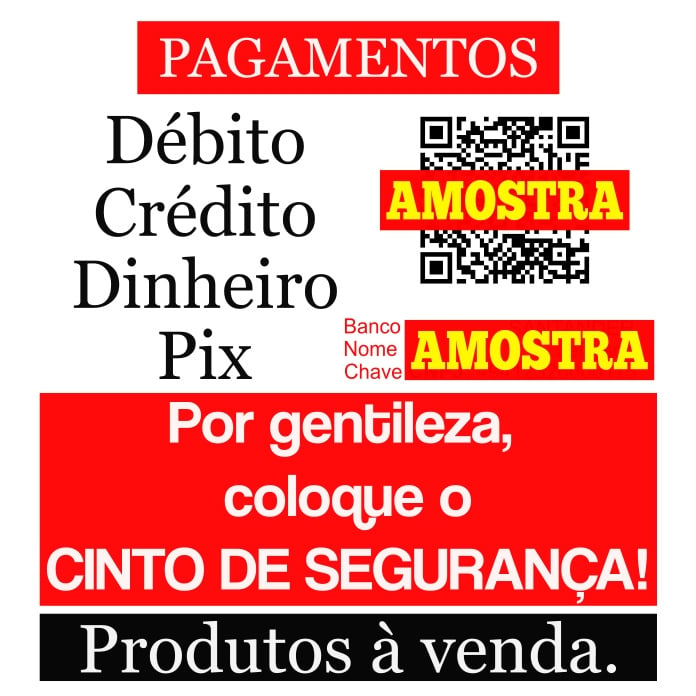 PAGAMENTOS
Débito
Crédito
Dinheiro
Pix
AMOSTRA
Banco
Nome
Chave
AMOSTRA
Por gentileza,
coloque o
CINTO DE SEGURANÇA!
Produtos à venda.